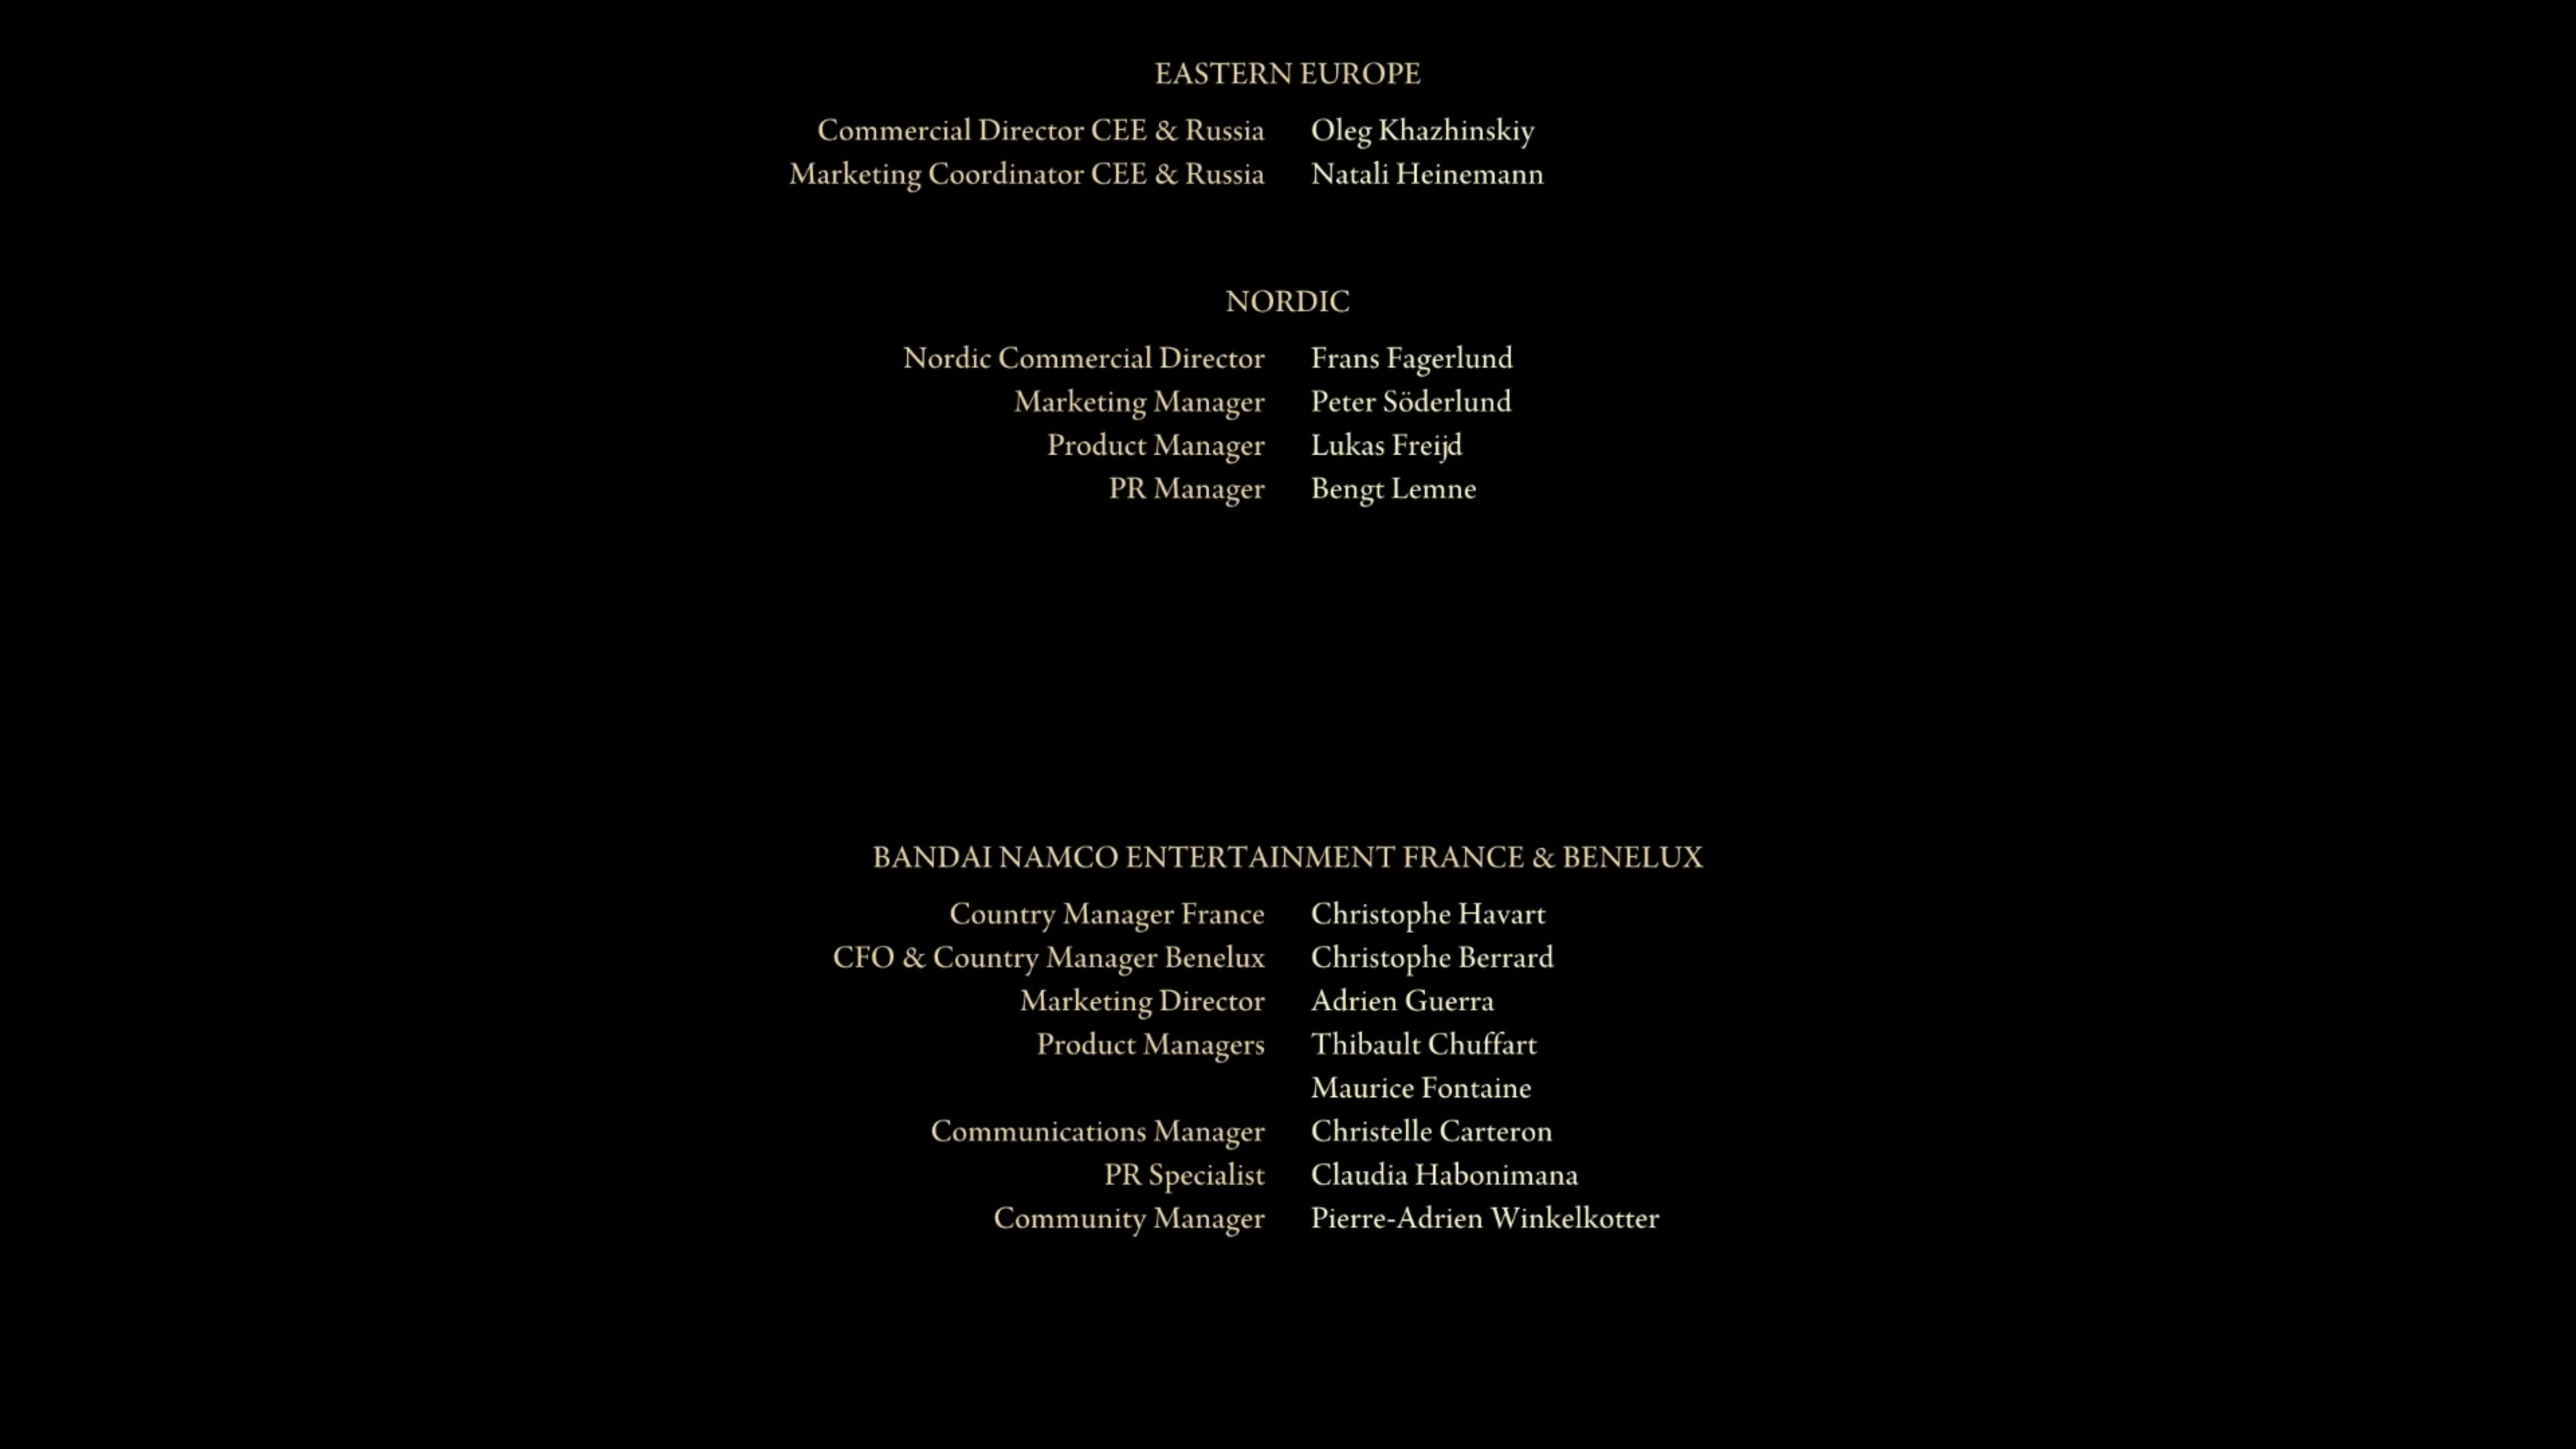 EASTERN EUROPE
Commercial Director CEE & Russia Oleg Khazhinskiy
Marketing Coordinator CEE & Russia Natali Heinemann
NORDIC
Nordic Commercial Director Frans Fagerlund
Marketing Manager Peter Söderlund
Product Manager Lukas Freijd
PR Manager Bengt Lemne
BANDAI NAMCO ENTERTAINMENT FRANCE & BENELUX
Country Manager France Christophe Havart
CFO & Country Manager Benelux Christophe Berrard
Marketing Director Adrien Guerra
Product Managers Thibault Chuffart
Maurice Fontaine
Communications Manager Christelle Carteron
PR Specialist Claudia Habonimana
Community Manager Pierre-Adrien Winkelkotter